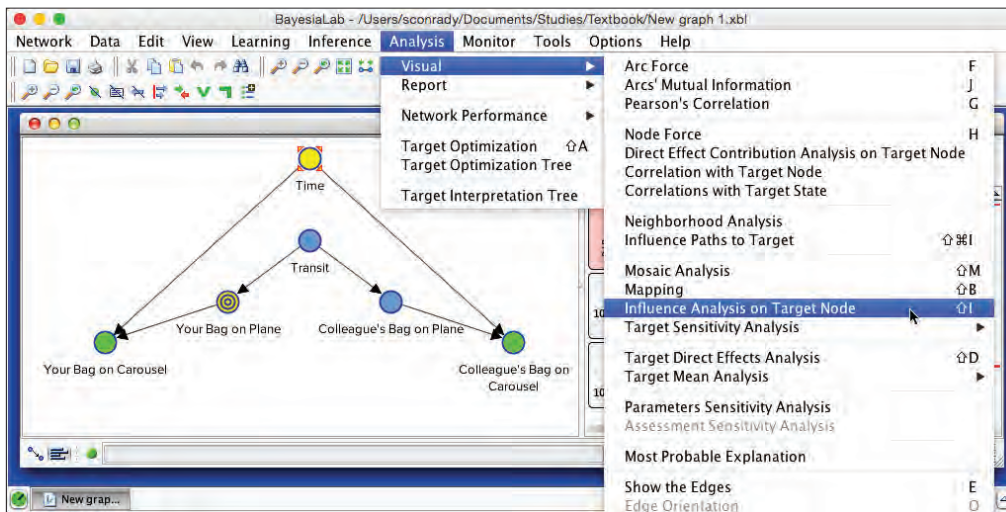 BayesiaLab - /Users/sconrady/Documents/Studies/Textbook/New graph 1.xbl
Network Data Edit View Learning Inference Analysis Monitor Tools Options Help
Visual
Report
Network Performance
Target Optimization ⇧A
Target Optimization Tree
Target Interpretation Tree
Arc Force F
Arcs' Mutual Information J
Pearson's Correlation G
Node Force H
Direct Effect Contribution Analysis on Target Node
Correlation with Target Node
Correlations with Target State
Neighborhood Analysis
Influence Paths to Target ⇧⌘I
Mosaic Analysis ⇧M
Mapping ⇧B
Influence Analysis on Target Node ⇧I
Target Sensitivity Analysis
Target Direct Effects Analysis ⇧D
Target Mean Analysis
Parameters Sensitivity Analysis
Assessment Sensitivity Analysis
Most Probable Explanation
Show the Edges E
Edge Orientation O
Time
Transit
Your Bag on Plane
Colleague's Bag on Plane
Your Bag on Carousel
Colleague's Bag on
Carousel
10
10
New grap...